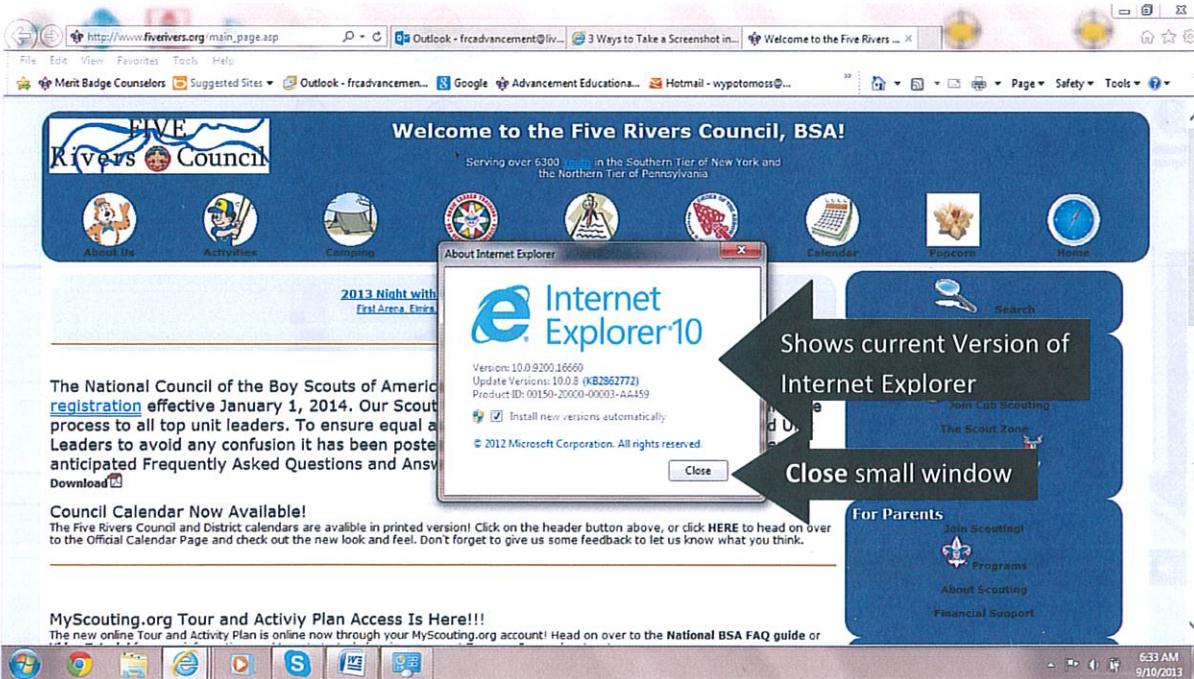 http://www.fiverivers.org/main_page.asp
Outlook - frcadvancement@liv...
3 Ways to Take a Screenshot in...
Welcome to the Five Rivers ...
File Edit View Favorites Tools Help
Merit Badge Counselors Suggested Sites Outlook - frcadvancemen... Google Advancement Educationa... Hotmail - wypotomoss@... Page Safety Tools
FIVE
Rivers Council
Welcome to the Five Rivers Council, BSA!
Serving over 6300 Youth in the Southern Tier of New York and
the Northern Tier of Pennsylvania
About Us Activities Camping Calendar Popcorn Home
About Internet Explorer
Internet
Explorer 10
Version: 10.0.9200.16660
Update Versions: 10.0.8 (KB2862772)
Product ID: 00150-20000-00003-AA459
Install new versions automatically
© 2012 Microsoft Corporation. All rights reserved.
Close
Shows current Version of
Internet Explorer
Close small window
2013 Night with
First Arena, Elmira,
The National Council of the Boy Scouts of Americ
registration effective January 1, 2014. Our Scout
process to all top unit leaders. To ensure equal a
Leaders to avoid any confusion it has been poste
anticipated Frequently Asked Questions and Answ
Download
Council Calendar Now Available!
The Five Rivers Council and District calendars are avalible in printed version! Click on the header button above, or click HERE to head on over
to the Official Calendar Page and check out the new look and feel. Don't forget to give us some feedback to let us know what you think.
MyScouting.org Tour and Activiy Plan Access Is Here!!!
The new online Tour and Activity Plan is online now through your MyScouting.org account! Head on over to the National BSA FAQ guide or
Search
Join Cub Scouting
The Scout Zone
For Parents
Join Scouting!
Programs
About Scouting
Financial Support
6:33 AM
9/10/2013